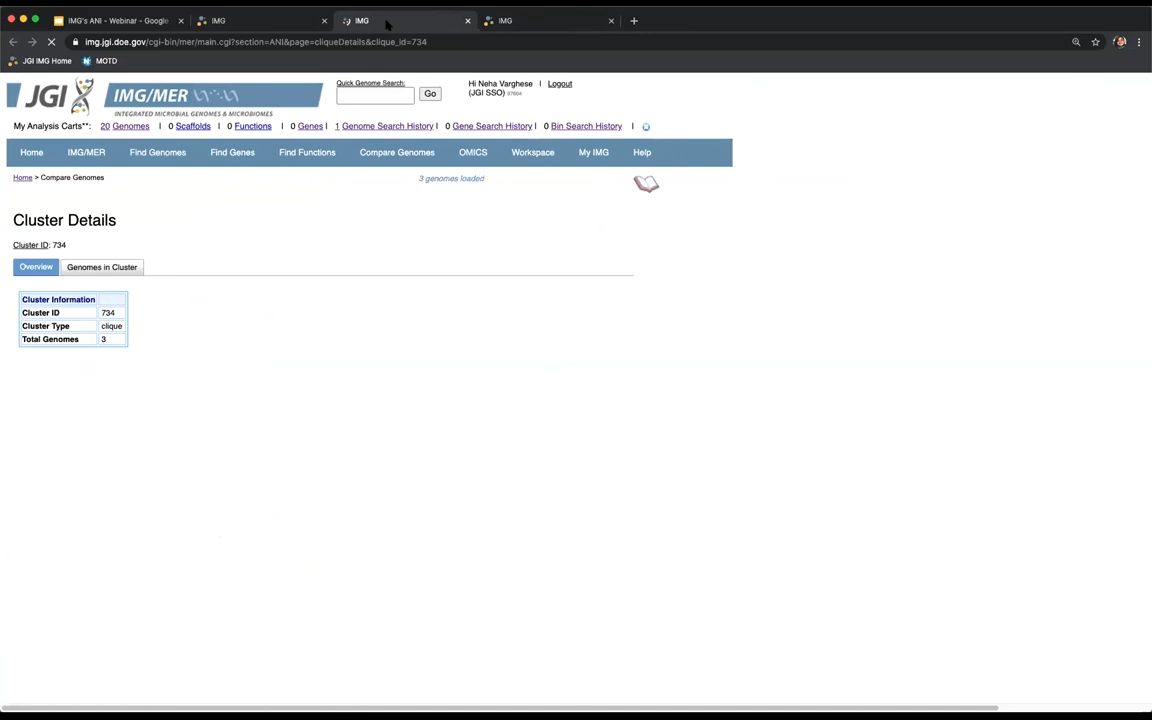 IMG's ANI - Webinar - Google
IMG
IMG
IMG
img.jgi.doe.gov/cgi-bin/mer/main.cgi?section=ANI&page=cliqueDetails&clique_id=734
JGI IMG Home
MOTD
JGI
IMG/MER
INTEGRATED MICROBIAL GENOMES & MICROBIOMES
Quick Genome Search:
Go
Hi Neha Varghese | Logout
(JGI SSO)
My Analysis Carts**: 20 Genomes | 0 Scaffolds | 0 Functions | 0 Genes | 1 Genome Search History | 0 Gene Search History | 0 Bin Search History |
Home IMG/MER Find Genomes Find Genes Find Functions Compare Genomes OMICS Workspace My IMG Help
Home > Compare Genomes
3 genomes loaded
Cluster Details
Cluster ID: 734
Overview Genomes in Cluster
Cluster Information
Cluster ID 734
Cluster Type clique
Total Genomes 3